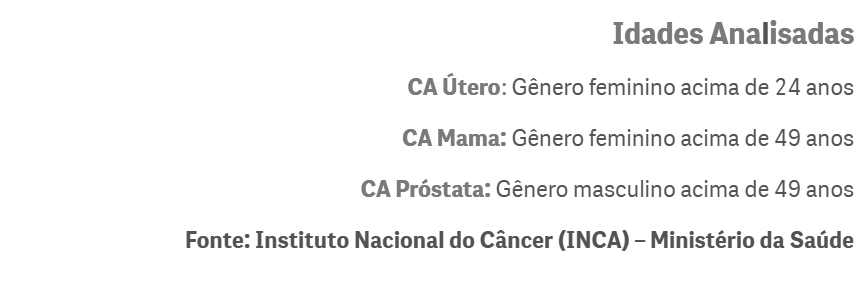 Idades Analisadas
CA Útero: Gênero feminino acima de 24 anos
CA Mama: Gênero feminino acima de 49 anos
CA Próstata: Gênero masculino acima de 49 anos
Fonte: Instituto Nacional do Câncer (INCA) – Ministério da Saúde